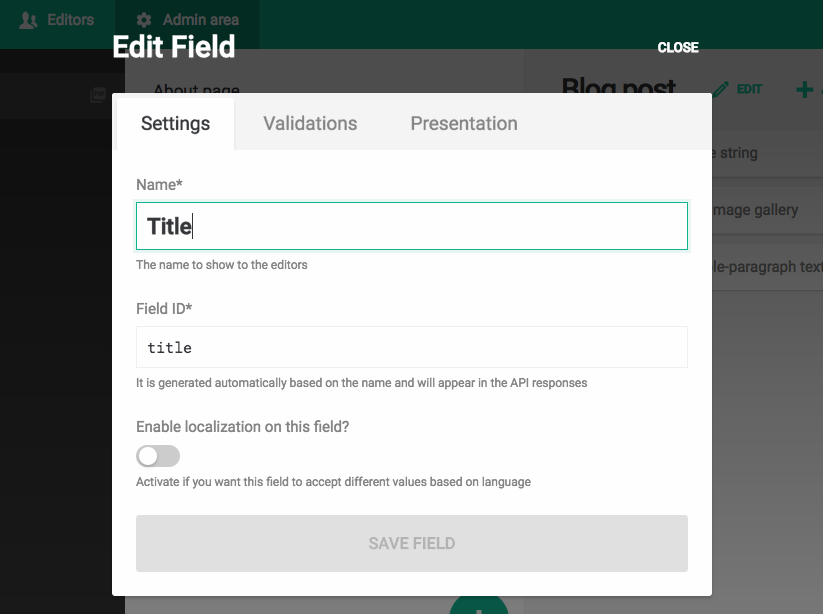 Editors
Admin area
Edit Field
CLOSE
About page
Blog post
EDIT
Settings
Validations
Presentation
e string
Name*
Title
mage gallery
The name to show to the editors
le-paragraph text
Field ID*
title
It is generated automatically based on the name and will appear in the API responses
Enable localization on this field?
Activate if you want this field to accept different values based on language
SAVE FIELD